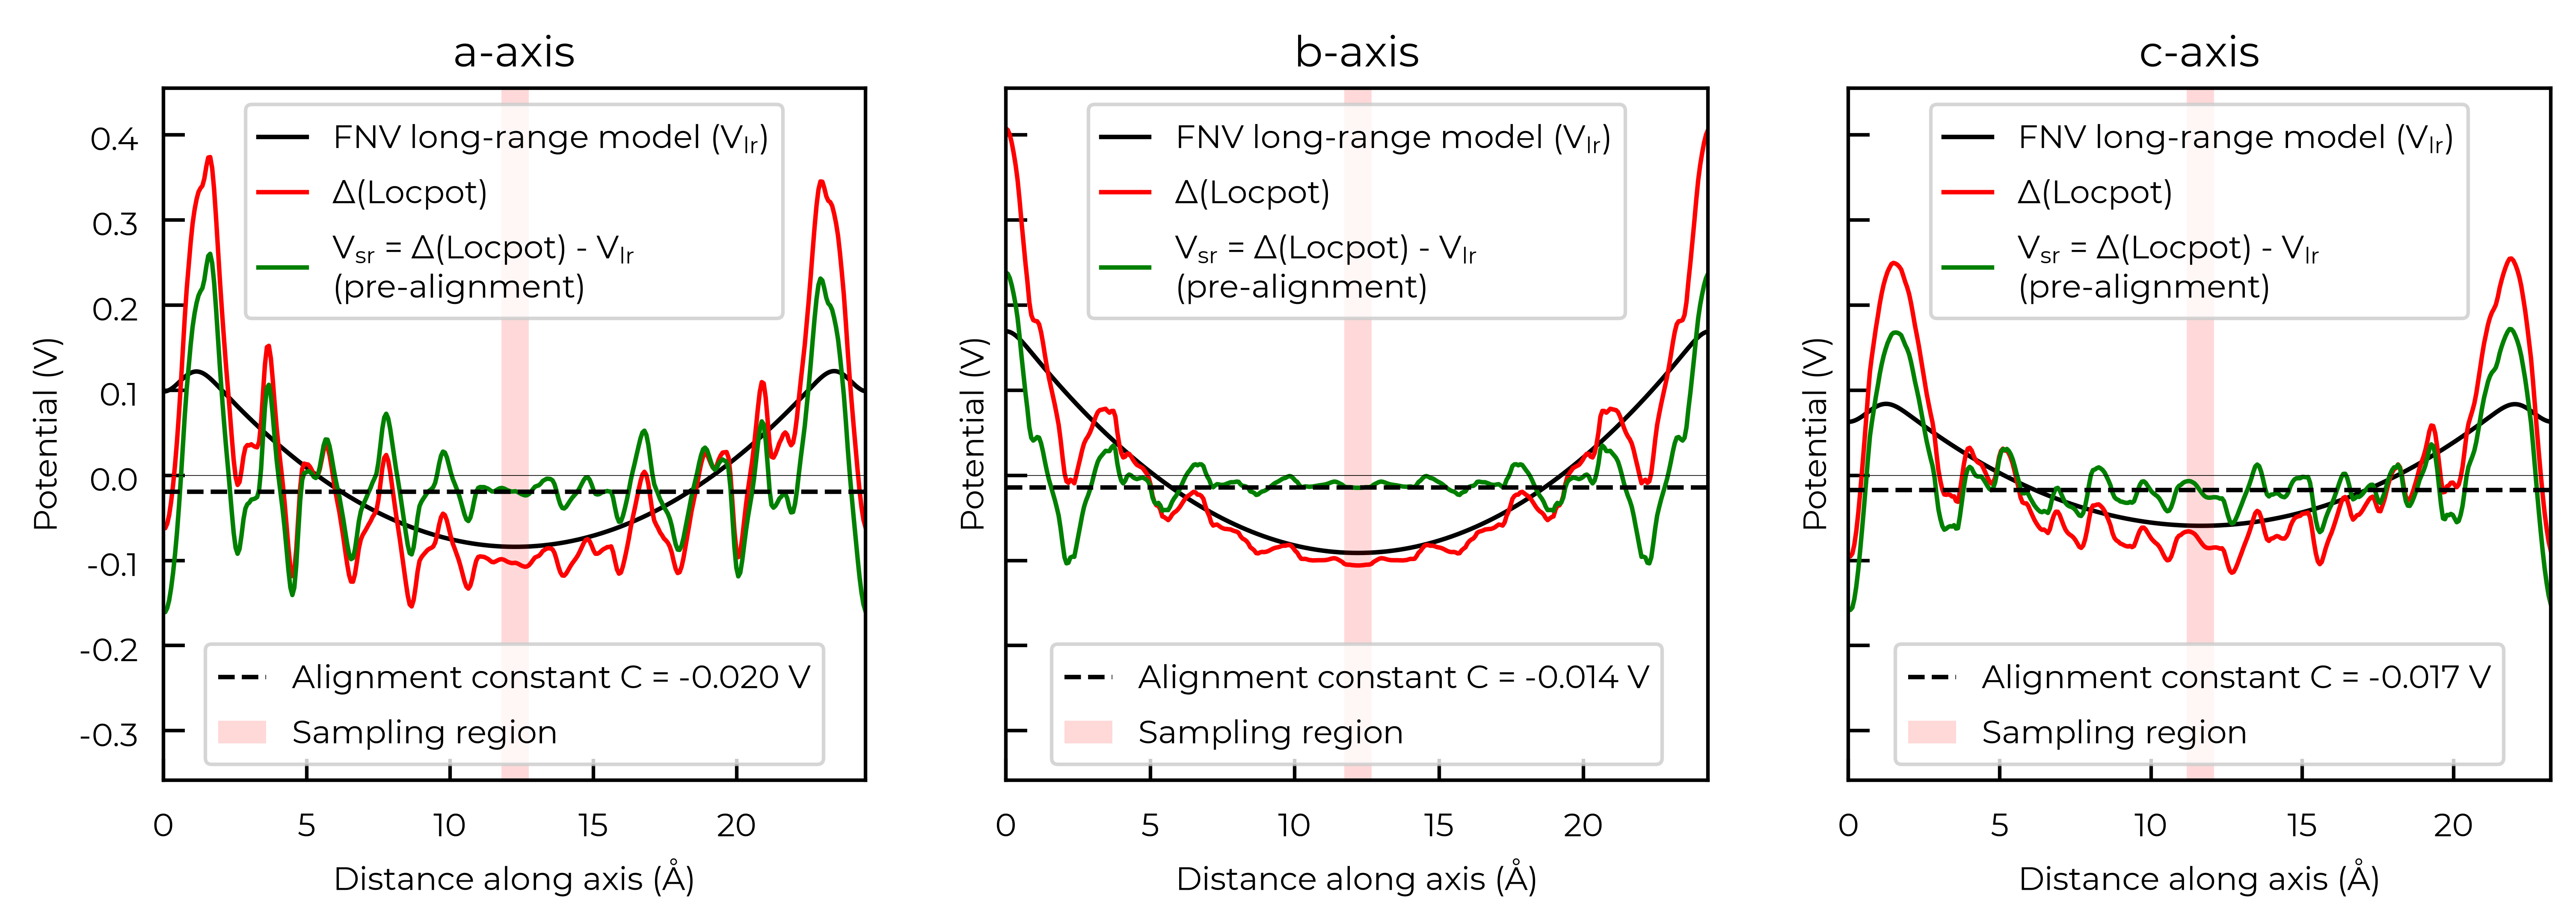 a-axis
b-axis
c-axis
Potential (V)
0.4
0.3
0.2
0.1
0.0
-0.1
-0.2
-0.3
FNV long-range model (Vlr)
Δ(Locpot)
Vsr = Δ(Locpot) - Vlr
(pre-alignment)
Alignment constant C = -0.020 V
Sampling region
0 5 10 15 20
Distance along axis (Å)
Potential (V)
FNV long-range model (Vlr)
Δ(Locpot)
Vsr = Δ(Locpot) - Vlr
(pre-alignment)
Alignment constant C = -0.014 V
Sampling region
0 5 10 15 20
Distance along axis (Å)
Potential (V)
FNV long-range model (Vlr)
Δ(Locpot)
Vsr = Δ(Locpot) - Vlr
(pre-alignment)
Alignment constant C = -0.017 V
Sampling region
0 5 10 15 20
Distance along axis (Å)